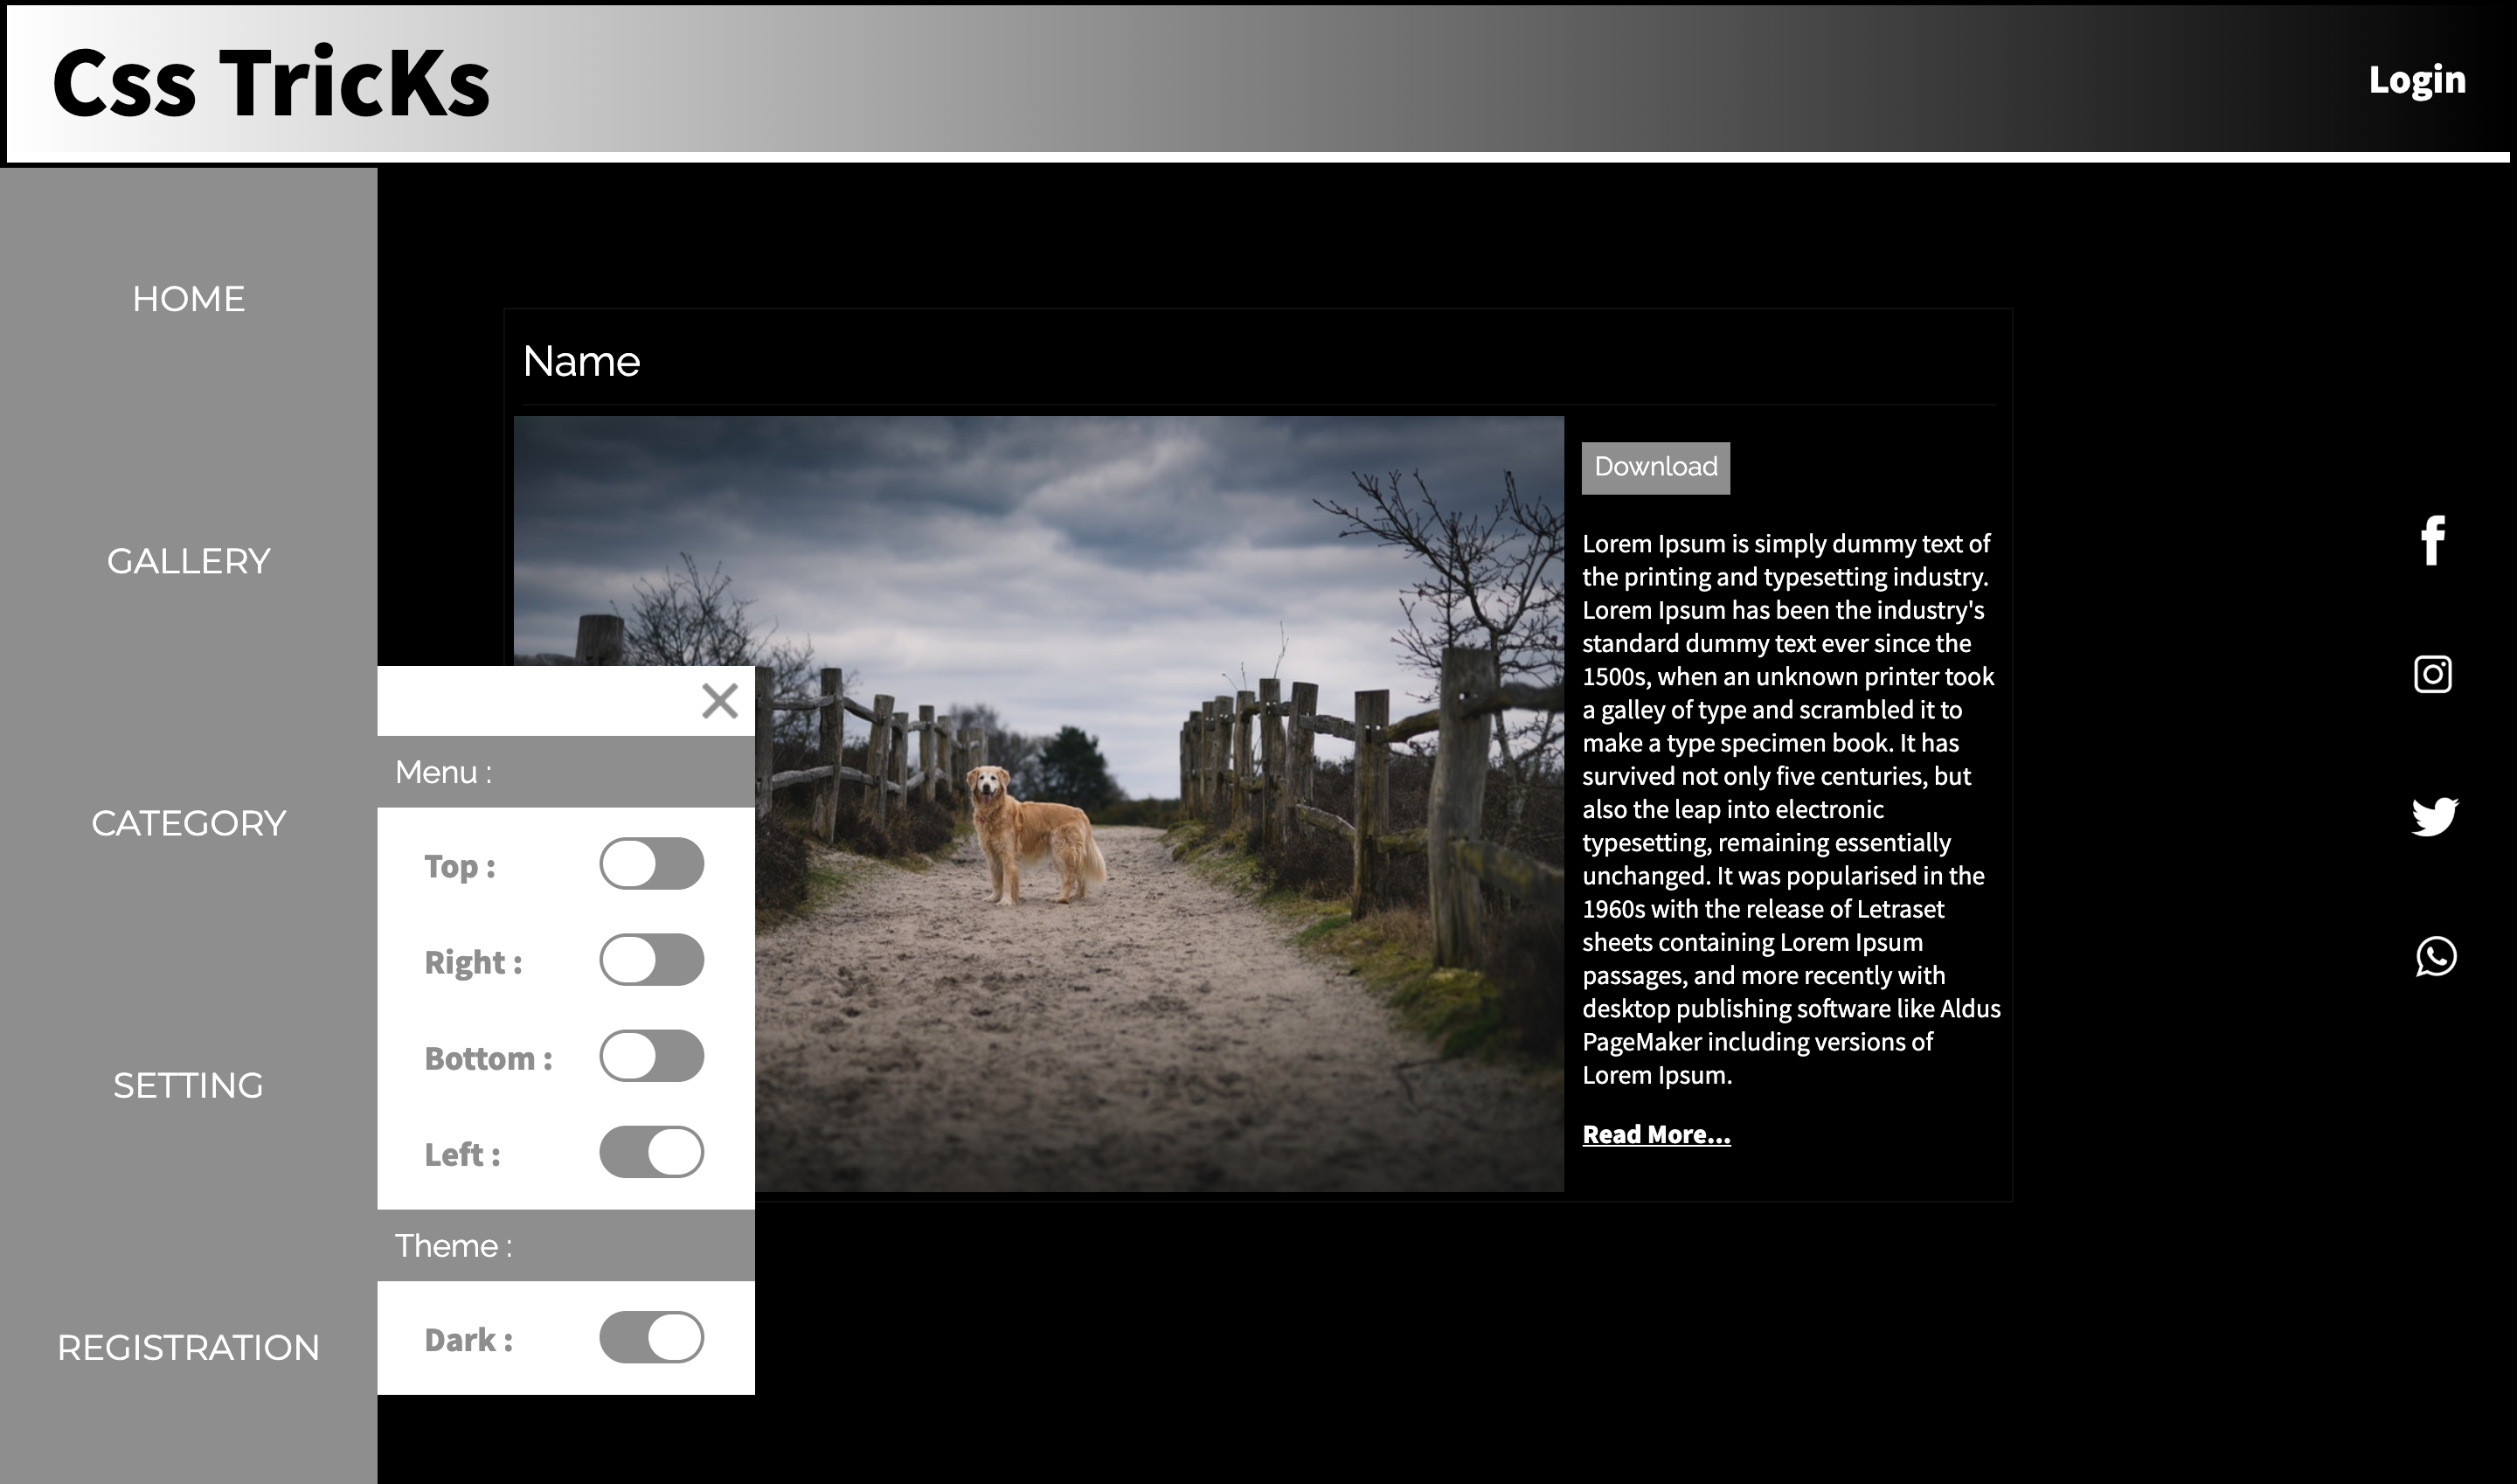 Css TricKs
Login
HOME
GALLERY
CATEGORY
SETTING
REGISTRATION
Name
Download
Lorem Ipsum is simply dummy text of
the printing and typesetting industry.
Lorem Ipsum has been the industry's
standard dummy text ever since the
1500s, when an unknown printer took
a galley of type and scrambled it to
make a type specimen book. It has
survived not only five centuries, but
also the leap into electronic
typesetting, remaining essentially
unchanged. It was popularised in the
1960s with the release of Letraset
sheets containing Lorem Ipsum
passages, and more recently with
desktop publishing software like Aldus
PageMaker including versions of
Lorem Ipsum.
Read More...
Menu :
Top :
Right :
Bottom :
Left :
Theme :
Dark :